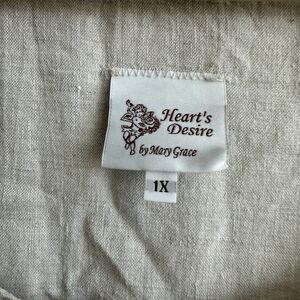 Heart's
Desire
by Mary Grace
1X